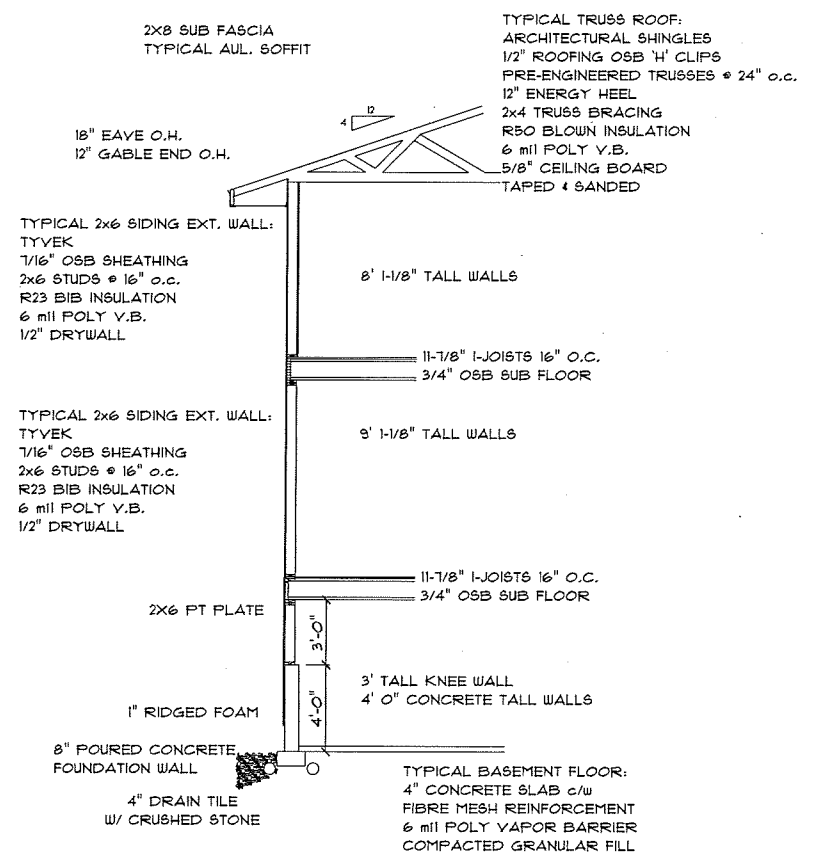 2X8 SUB FASCIA
TYPICAL AUL. SOFFIT
TYPICAL TRUSS ROOF:
ARCHITECTURAL SHINGLES
1/2" ROOFING OSB 'H' CLIPS
PRE-ENGINEERED TRUSSES @ 24" o.c.
12" ENERGY HEEL
2x4 TRUSS BRACING
R50 BLOWN INSULATION
6 mil POLY V.B.
5/8" CEILING BOARD
TAPED & SANDED
12
4
18" EAVE O.H.
12" GABLE END O.H.
TYPICAL 2x6 SIDING EXT. WALL:
TYVEK
7/16" OSB SHEATHING
2x6 STUDS @ 16" o.c.
R23 BIB INSULATION
6 mil POLY V.B.
1/2" DRYWALL
8' 1-1/8" TALL WALLS
11-7/8" I-JOISTS 16" O.C.
3/4" OSB SUB FLOOR
TYPICAL 2x6 SIDING EXT. WALL:
TYVEK
7/16" OSB SHEATHING
2x6 STUDS @ 16" o.c.
R23 BIB INSULATION
6 mil POLY V.B.
1/2" DRYWALL
9' 1-1/8" TALL WALLS
11-7/8" I-JOISTS 16" O.C.
3/4" OSB SUB FLOOR
2X6 PT PLATE
3'-0"
3' TALL KNEE WALL
4' 0" CONCRETE TALL WALLS
4'-0"
1" RIDGED FOAM
8" POURED CONCRETE
FOUNDATION WALL
4" DRAIN TILE
W/ CRUSHED STONE
TYPICAL BASEMENT FLOOR:
4" CONCRETE SLAB c/w
FIBRE MESH REINFORCEMENT
6 mil POLY VAPOR BARRIER
COMPACTED GRANULAR FILL